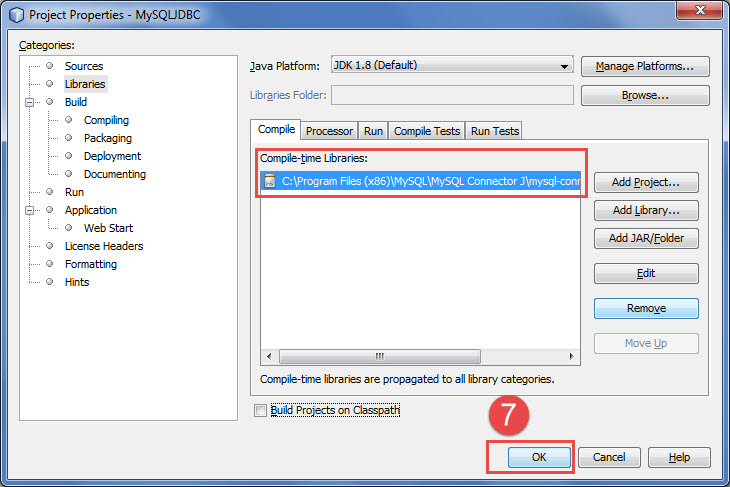 Project Properties - MySQLJDBC
x
Categories:
Sources
Libraries
Build
Compiling
Packaging
Deployment
Documenting
Run
Application
Web Start
License Headers
Formatting
Hints
Java Platform: JDK 1.8 (Default) Manage Platforms...
Libraries Folder: Browse...
Compile Processor Run Compile Tests Run Tests
Compile-time Libraries:
C:\Program Files (x86)\MySQL\MySQL Connector J\mysql-conn
Add Project...
Add Library...
Add JAR/Folder
Edit
Remove
Move Up
Compile-time libraries are propagated to all library categories.
Build Projects on Classpath
7
OK Cancel Help